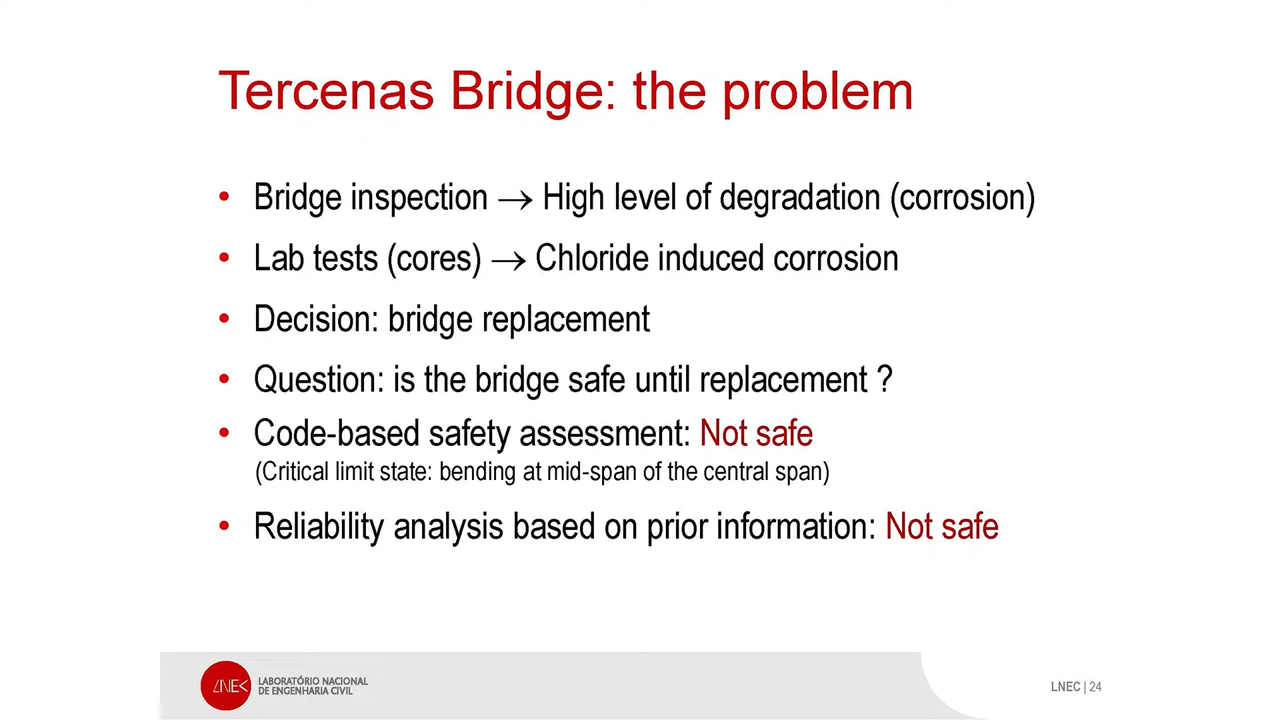 Tercenas Bridge: the problem
• Bridge inspection → High level of degradation (corrosion)
• Lab tests (cores) → Chloride induced corrosion
• Decision: bridge replacement
• Question: is the bridge safe until replacement ?
• Code-based safety assessment: Not safe
(Critical limit state: bending at mid-span of the central span)
• Reliability analysis based on prior information: Not safe
LNEC
LABORATÓRIO NACIONAL
DE ENGENHARIA CIVIL
LNEC | 24